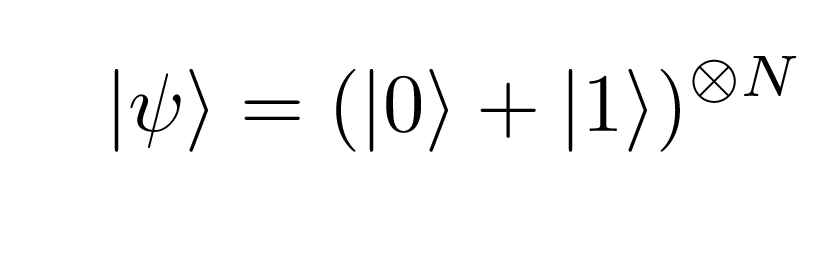 |ψ⟩ = (|0⟩ + |1⟩)^{⊗N}